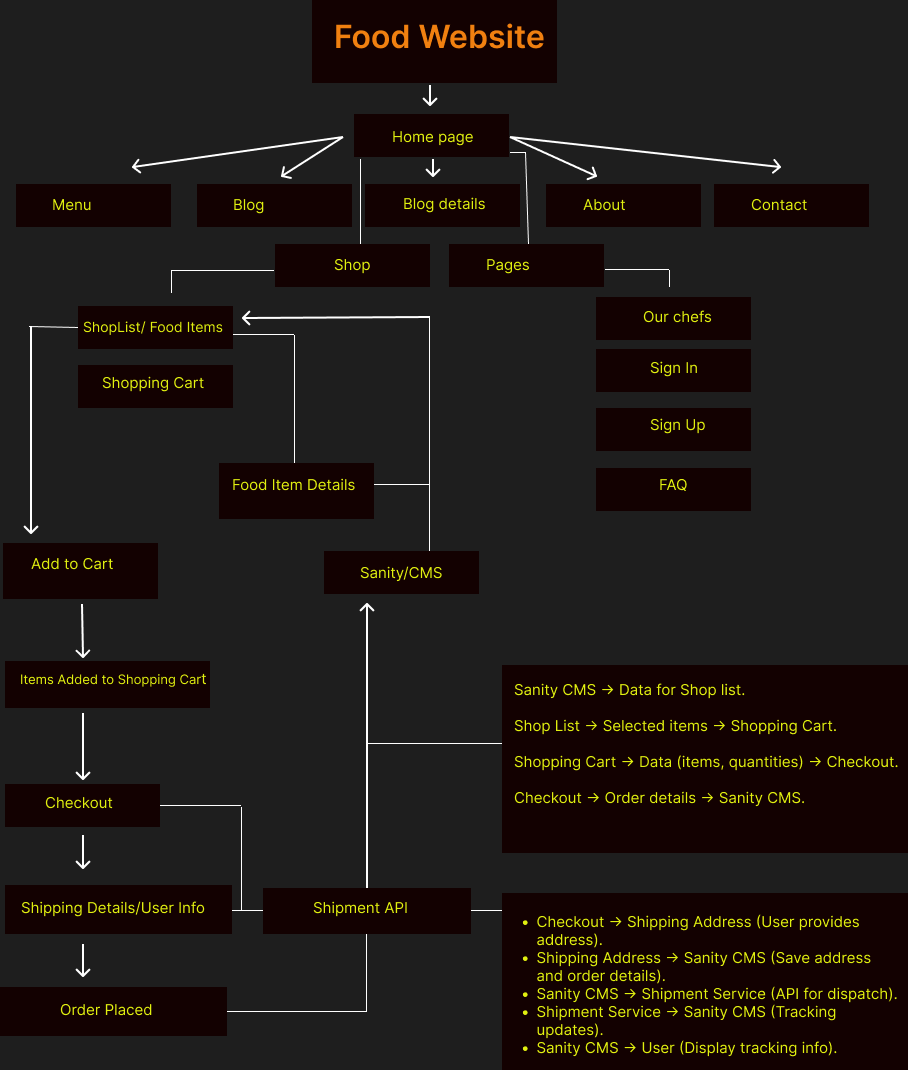 Food Website
Home page
Menu
Blog
Blog details
About
Contact
Shop
Pages
ShopList/ Food Items
Shopping Cart
Our chefs
Sign In
Sign Up
FAQ
Food Item Details
Add to Cart
Sanity/CMS
Items Added to Shopping Cart
Sanity CMS → Data for Shop list.
Shop List → Selected items → Shopping Cart.
Shopping Cart → Data (items, quantities) → Checkout.
Checkout → Order details → Sanity CMS.
Checkout
Shipping Details/User Info
Shipment API
Order Placed
• Checkout → Shipping Address (User provides
address).
• Shipping Address → Sanity CMS (Save address
and order details).
• Sanity CMS → Shipment Service (API for dispatch).
• Shipment Service → Sanity CMS (Tracking
updates).
• Sanity CMS → User (Display tracking info).